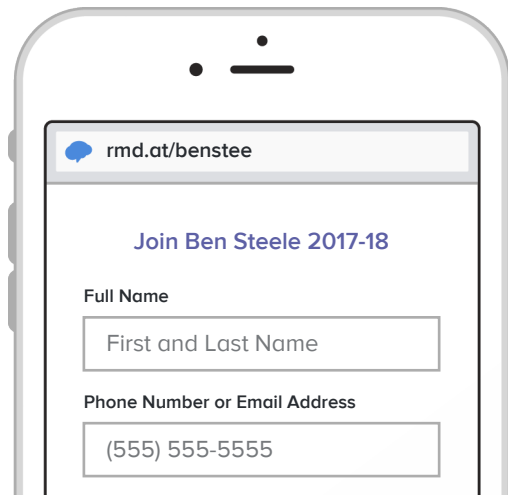 rmd.at/benstee
Join Ben Steele 2017-18
Full Name
First and Last Name
Phone Number or Email Address
(555) 555-5555